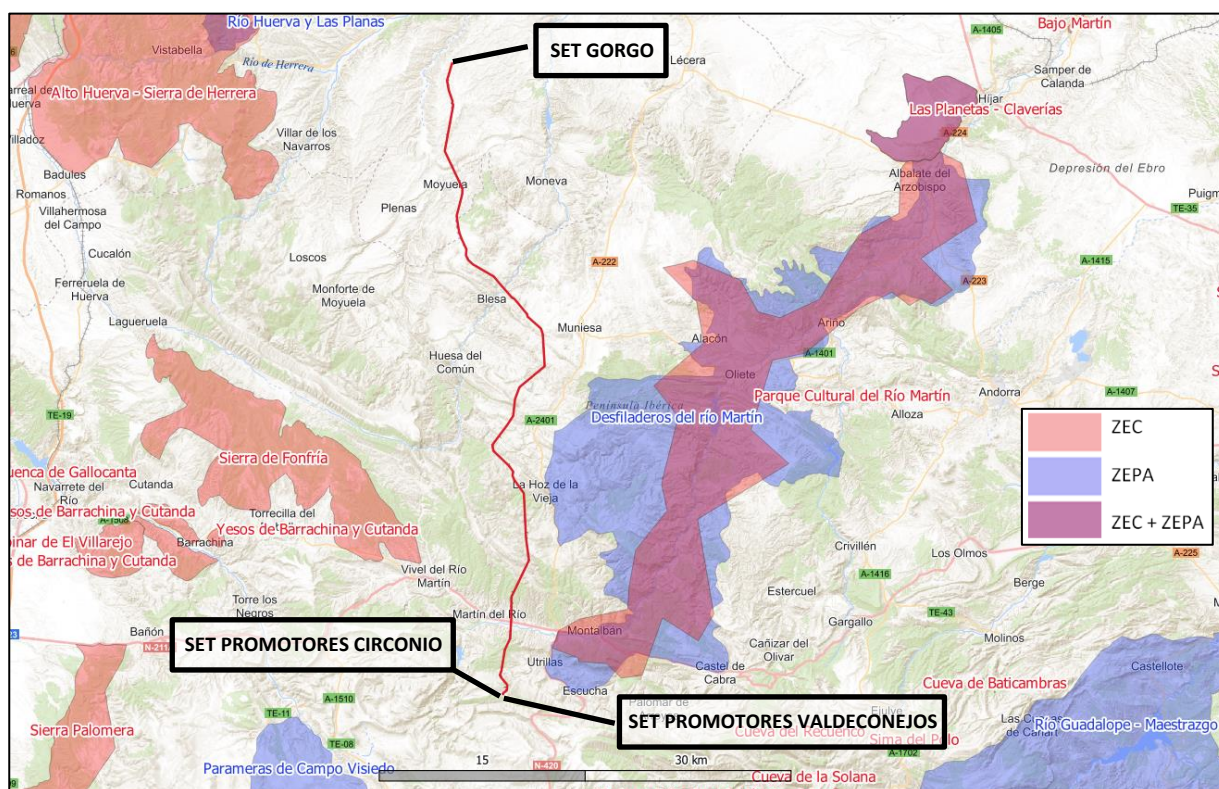 Río Huerva y Las Planas
Bajo Martín
A-1405
Vistabella
SET GORGO
Río de Herrera
Lécera
Samper de
Calanda
Alto Huerva - Sierra de Herrera
Híjar
Las Planetas - Claverías
Villadoz
Villar de los
Navarros
A-224
Badules
Romanos
Moyuela
Moneva
Albalate del
Arzobispo
Depresión del Ebro
Villahermosa
del Campo
Plenas
TE-35
Cucalón
Loscos
A-222
A-1415
Ferreruela de
Huerva
Monforte de
Moyuela
Blesa
A-223
Lagueruela
Muniesa
Alacón
Ariño
Huesa del
Común
A-1401
Oliete
Andorra
A-1407
TE-19
Península Ibérica
Parque Cultural del Río Martín
A-2401
Desfiladeros del río Martín
Alloza
ZEC
Sierra de Fonfría
ZEPA
Navarrete del
Río
Cutanda
La Hoz de la
Vieja
ZEC + ZEPA
Torrecilla del
Yesos de Barrachina y Cutanda
A-1508
Barrachina
Crivillén
Los Olmos
A-225
Vivel del Río
Martín
A-1416
Berge
Torre los
Negros
Estercuel
TE-43
Martín del Río
Gargallo
Bañón
Montalbán
Molinos
N-211
SET PROMOTORES CIRCONIO
Cañizar del
Olivar
Utrillas
Castel de
Cabra
Castellote
Escucha
Cueva de Baticambras
A-1510
TE-11
SET PROMOTORES VALDECONEJOS
Palomar de
Ejulve
Sierra Palomera
Cueva del Recuenco
Sima del Polo
Río Guadalope - Maestrazgo
TE-08
A-1702
Parameras de Campo Visiedo
15
30 km
N-420
Cueva de la Solana